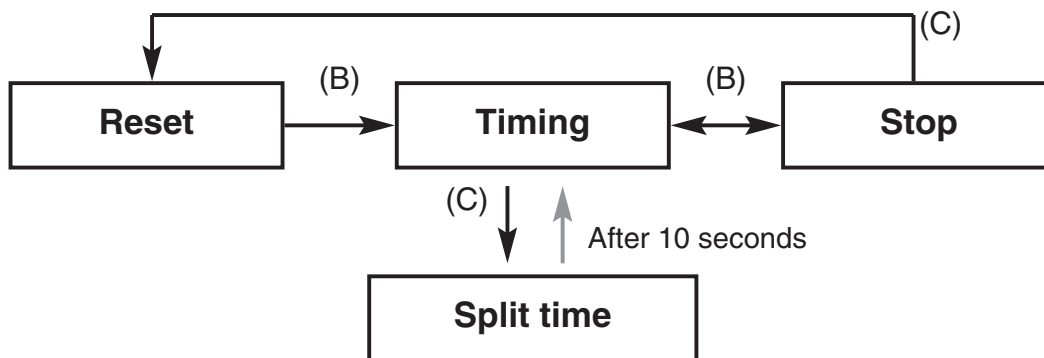 (C)
(B)
(B)
Reset
Timing
Stop
(C)
After 10 seconds
Split time